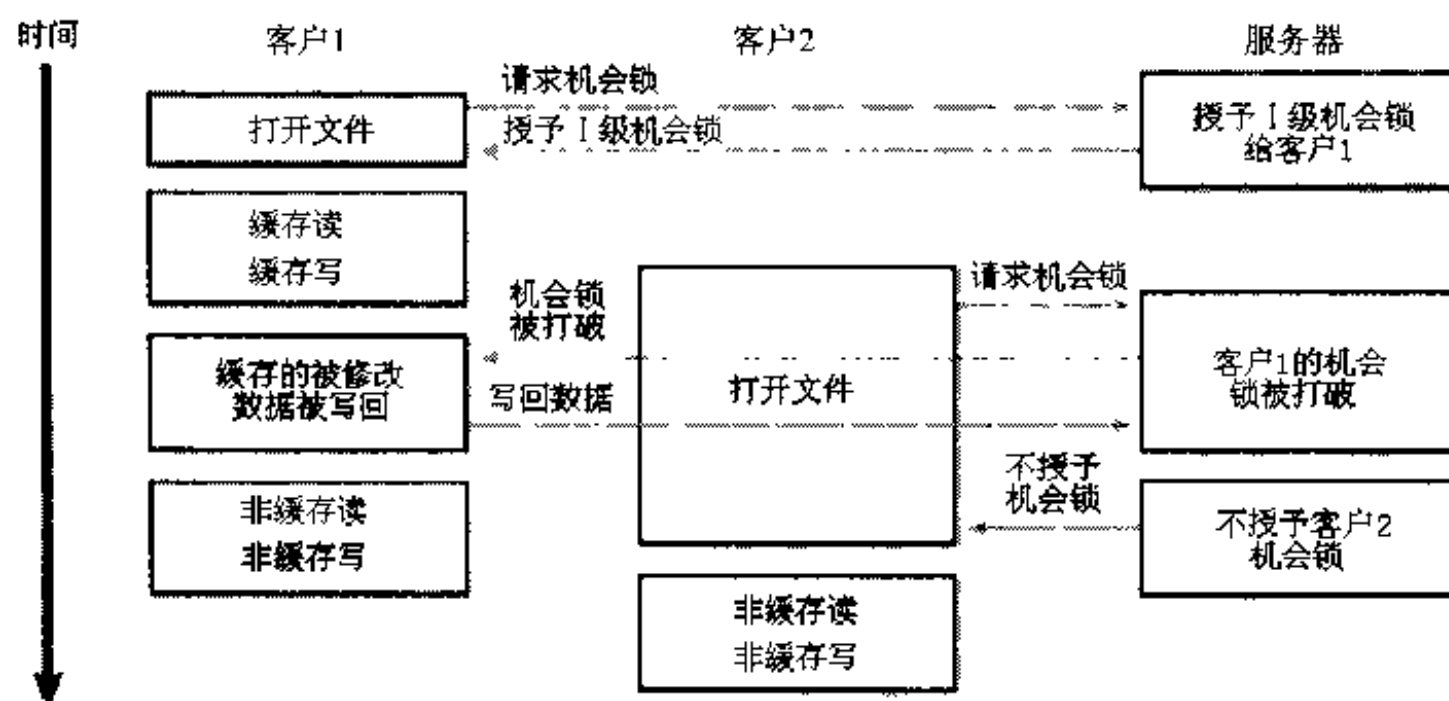 时间
客户1
客户2
服务器
请求机会锁
打开文件
授予 I 级机会锁
授予 I 级机会锁
给客户1
缓存读
缓存写
请求机会锁
机会锁
被打破
缓存的被修改
数据被写回
写回数据
打开文件
客户1的机会
锁被打破
不授予
机会锁
非缓存读
非缓存写
不授予客户2
机会锁
非缓存读
非缓存写